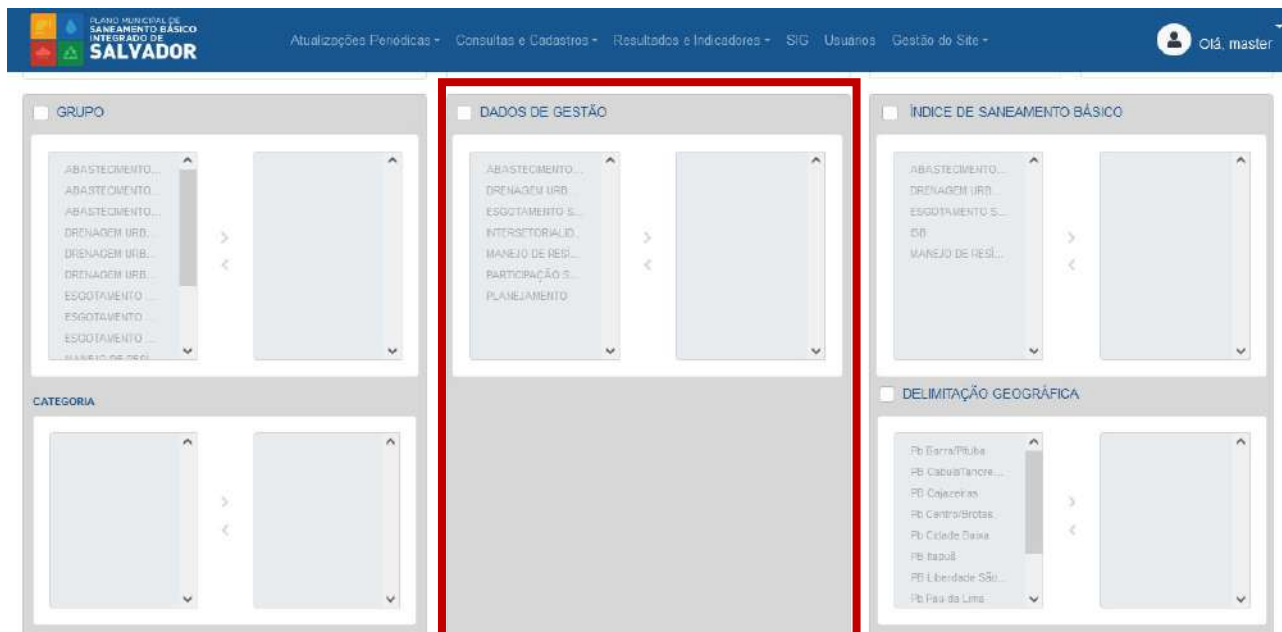 PLANO MUNICIPAL DE
SANEAMENTO BÁSICO
INTEGRADO DE
SALVADOR
Atualizações Periódicas
Consultas e Cadastros
Resultados e Indicadores
SIG
Usuários
Gestão do Site
Olá, master
GRUPO
ABASTECIMENTO...
ABASTECIMENTO...
ABASTECIMENTO...
DRENAGEM URB...
DRENAGEM URB...
DRENAGEM URB...
ESGOTAMENTO ...
ESGOTAMENTO ...
ESGOTAMENTO ...
MANEJO DE RESÍ...
CATEGORIA
DADOS DE GESTÃO
ABASTECIMENTO...
DRENAGEM URB...
ESGOTAMENTO S...
INTERSETORIALID...
MANEJO DE RESÍ...
PARTICIPAÇÃO S...
PLANEJAMENTO
ÍNDICE DE SANEAMENTO BÁSICO
ABASTECIMENTO...
DRENAGEM URB...
ESGOTAMENTO S...
MANEJO DE RESÍ...
DELIMITAÇÃO GEOGRÁFICA
Pb Barra/Pituba
PB Cabula/Tancre...
PB Cajazeiras
Pb Centro/Brotas
Pb Cidade Baixa
PB Itapuã
PB Liberdade São...
Pb Pau da Lima